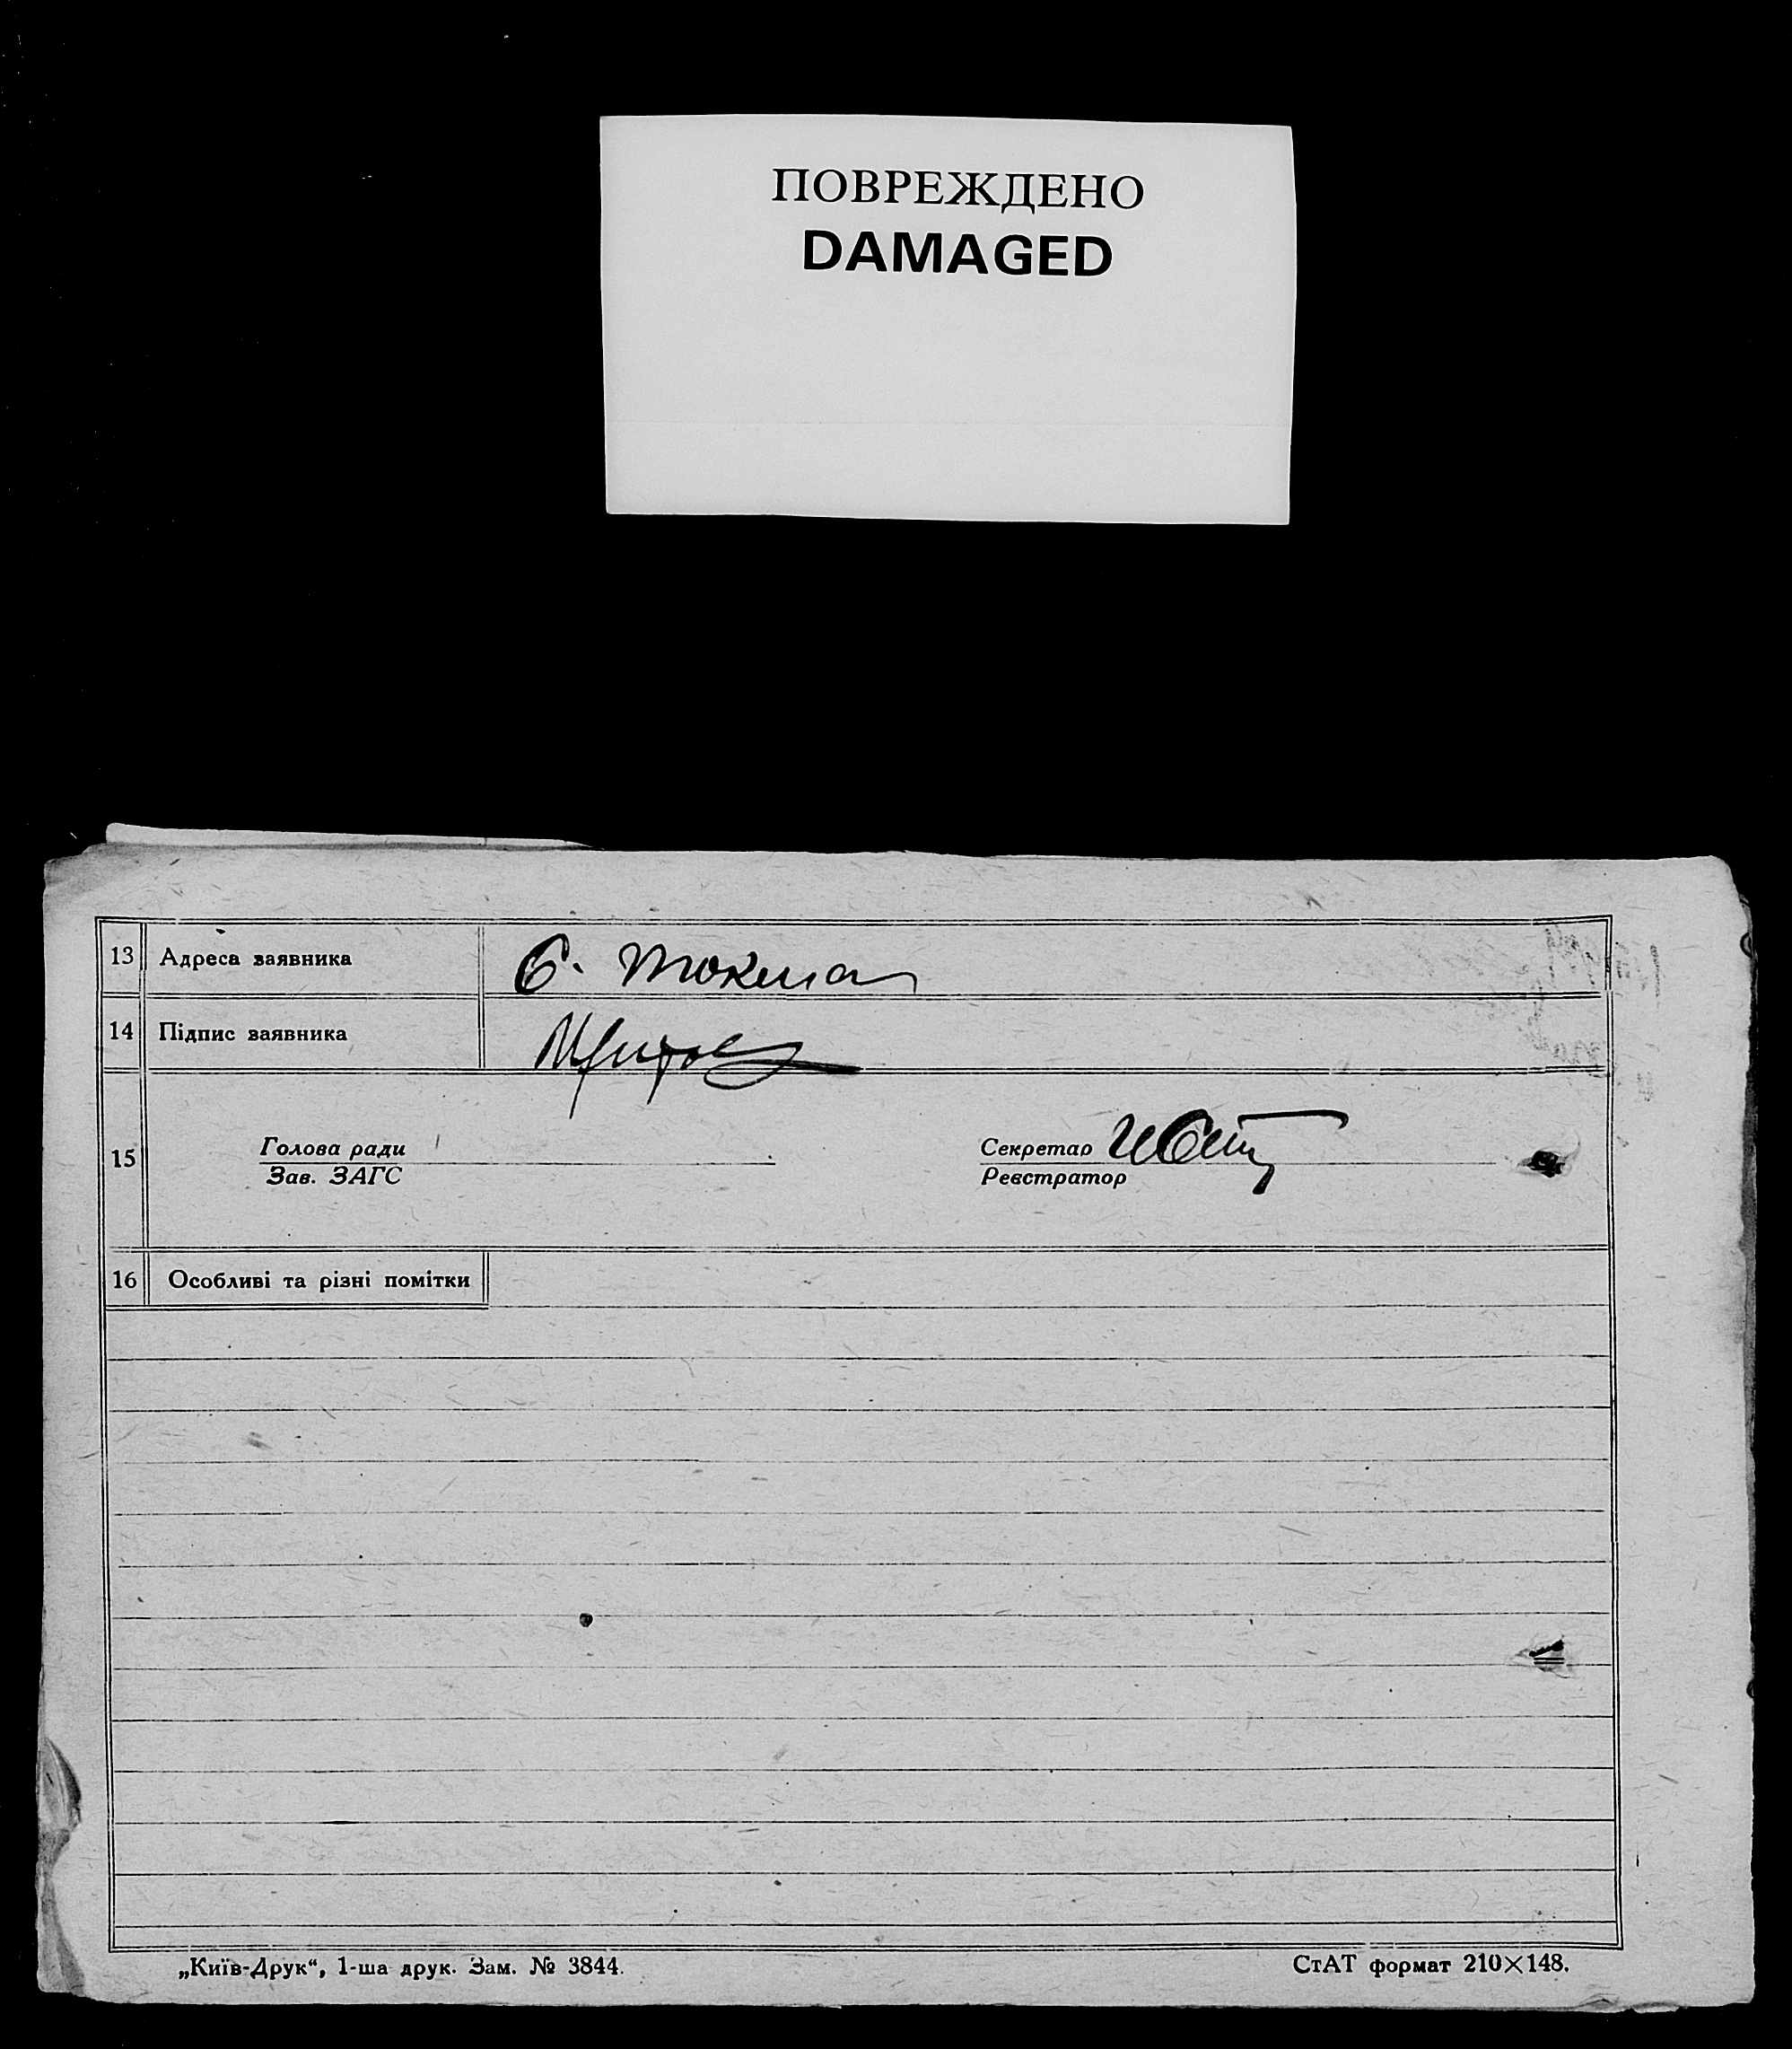 ПОВРЕЖДЕНО
DAMAGED
13 Адреса заявника С.
14 Підпис заявника
15 Голова ради Секретар
Зав. ЗАГС Реєстратор
16 Особливі та різні помітки
„Київ-Друк“, 1-ша друк. Зам. № 3844. СтАТ формат 210×148.